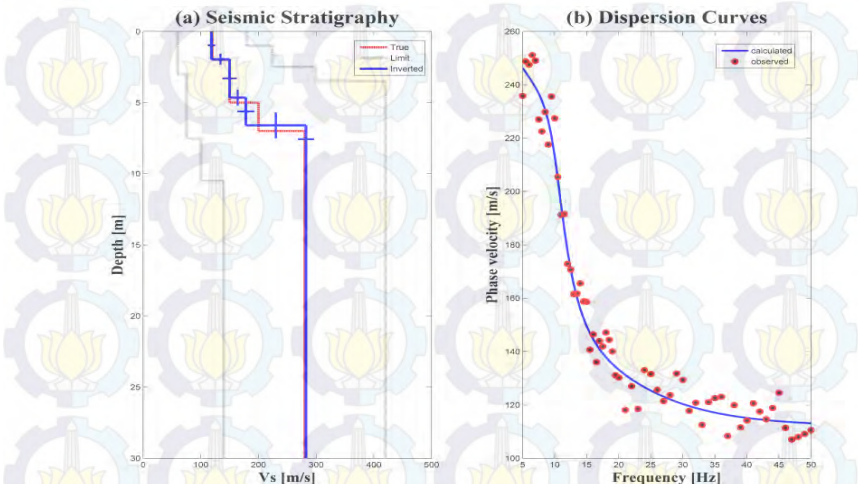 (a) Seismic Stratigraphy
True
Limit
Inverted
0
5
10
15
20
25
30
Depth [m]
0
100
200
300
400
500
Vs [m/s]
(b) Dispersion Curves
calculated
observed
260
240
220
200
180
160
140
120
100
Phase velocity [m/s]
5
10
15
20
25
30
35
40
45
50
Frequency [Hz]